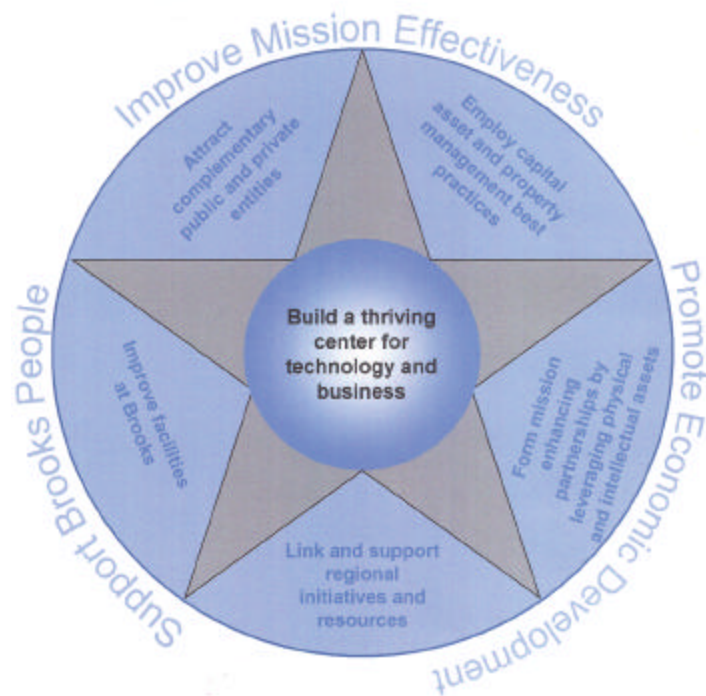 Improve Mission Effectiveness
Attract
complementary
public and private
entities
Employ capital
asset and property
management best
practices
Promote Economic Development
Build a thriving
center for
technology and
business
Support Brooks People
Improve facilities
at Brooks
Form mission
enhancing
partnerships by
leveraging physical
and intellectual assets
Link and support
regional
initiatives and
resources